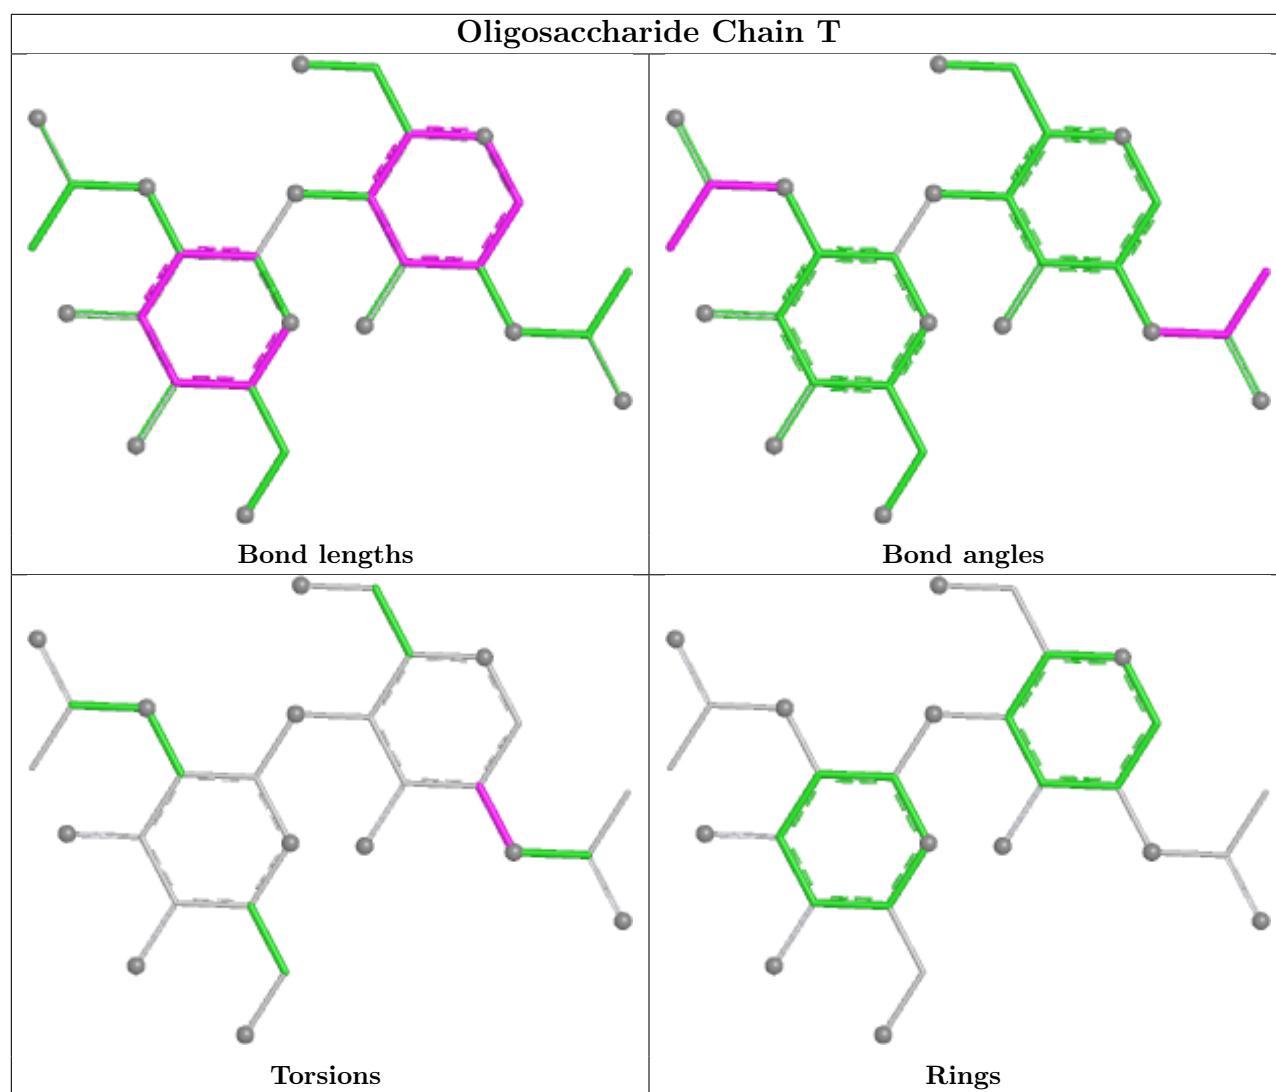 Oligosaccharide Chain T
Bond lengths
Bond angles
Torsions
Rings